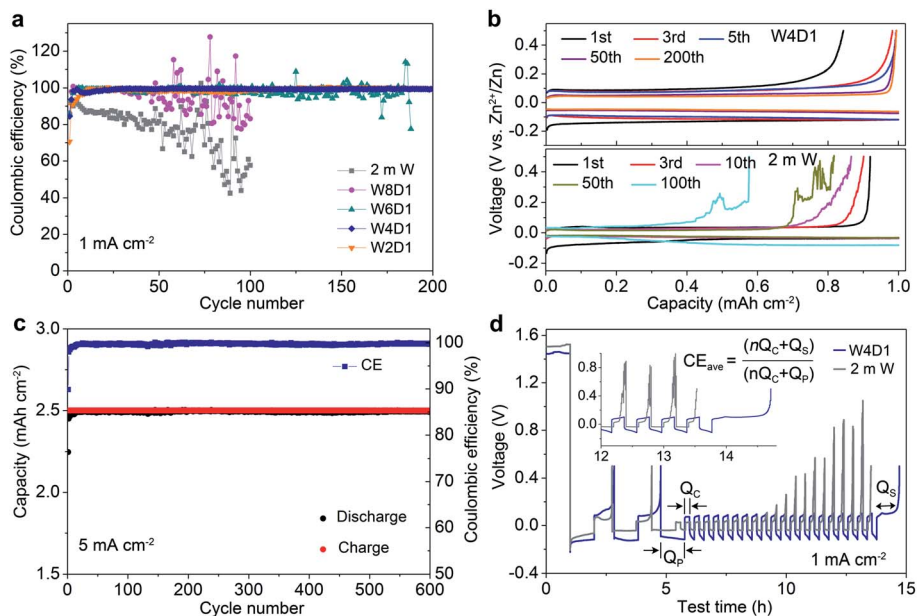 a
Coulombic efficiency (%)
120
100
80
60
40
20
0
2 m W
W8D1
W6D1
W4D1
W2D1
1 mA cm-2
0 50 100 150 200
Cycle number
b
Voltage (V vs. Zn2+/Zn)
0.4
0.2
0.0
-0.2
1st 3rd 5th W4D1
50th 200th
0.4
0.2
0.0
-0.2
1st 3rd 10th 2 m W
50th 100th
0.0 0.2 0.4 0.6 0.8 1.0
Capacity (mAh cm-2)
c
Capacity (mAh cm-2)
3.0
2.5
2.0
1.5
CE
Discharge
Charge
5 mA cm-2
100
95
90
85
80
75
70
65
60
55
50
Coulombic efficiency (%)
0 100 200 300 400 500 600
Cycle number
d
Voltage (V)
1.6
1.2
0.8
0.4
0.0
-0.4
W4D1
2 m W
0.8
0.4
0.0
12 13 14
CEave = (nQC+QS)
(nQC+QP)
QC
QS
QP
1 mA cm-2
0 5 10 15
Test time (h)